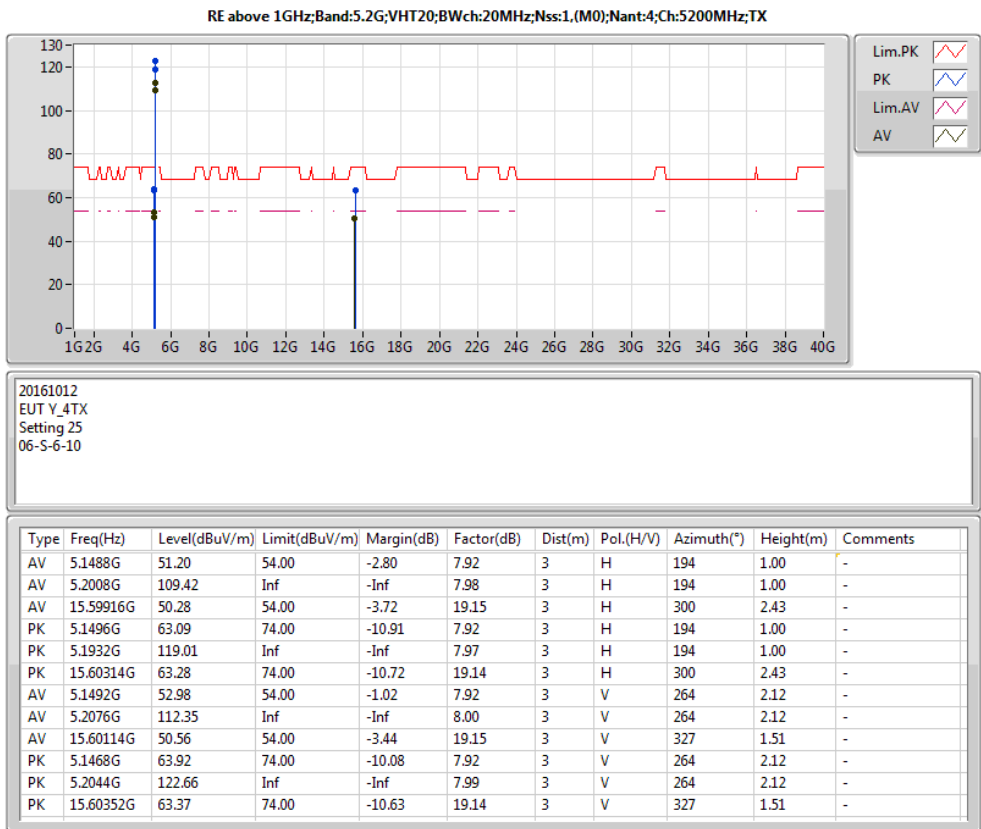 RE above 1GHz;Band:5.2G;VHT20;BWch:20MHz;Nss:1,(M0);Nant:4;Ch:5200MHz;TX
130
120
100
80
60
40
20
0
1G 2G 4G 6G 8G 10G 12G 14G 16G 18G 20G 22G 24G 26G 28G 30G 32G 34G 36G 38G 40G
Lim.PK
PK
Lim.AV
AV
20161012
EUT Y_4TX
Setting 25
06-S-6-10
Type Freq(Hz) Level(dBuV/m) Limit(dBuV/m) Margin(dB) Factor(dB) Dist(m) Pol.(H/V) Azimuth(°) Height(m) Comments
AV 5.1488G 51.20 54.00 -2.80 7.92 3 H 194 1.00 -
AV 5.2008G 109.42 Inf -Inf 7.98 3 H 194 1.00 -
AV 15.59916G 50.28 54.00 -3.72 19.15 3 H 300 2.43 -
PK 5.1496G 63.09 74.00 -10.91 7.92 3 H 194 1.00 -
PK 5.1932G 119.01 Inf -Inf 7.97 3 H 194 1.00 -
PK 15.60314G 63.28 74.00 -10.72 19.14 3 H 300 2.43 -
AV 5.1492G 52.98 54.00 -1.02 7.92 3 V 264 2.12 -
AV 5.2076G 112.35 Inf -Inf 8.00 3 V 264 2.12 -
AV 15.60114G 50.56 54.00 -3.44 19.15 3 V 327 1.51 -
PK 5.1468G 63.92 74.00 -10.08 7.92 3 V 264 2.12 -
PK 5.2044G 122.66 Inf -Inf 7.99 3 V 264 2.12 -
PK 15.60352G 63.37 74.00 -10.63 19.14 3 V 327 1.51 -